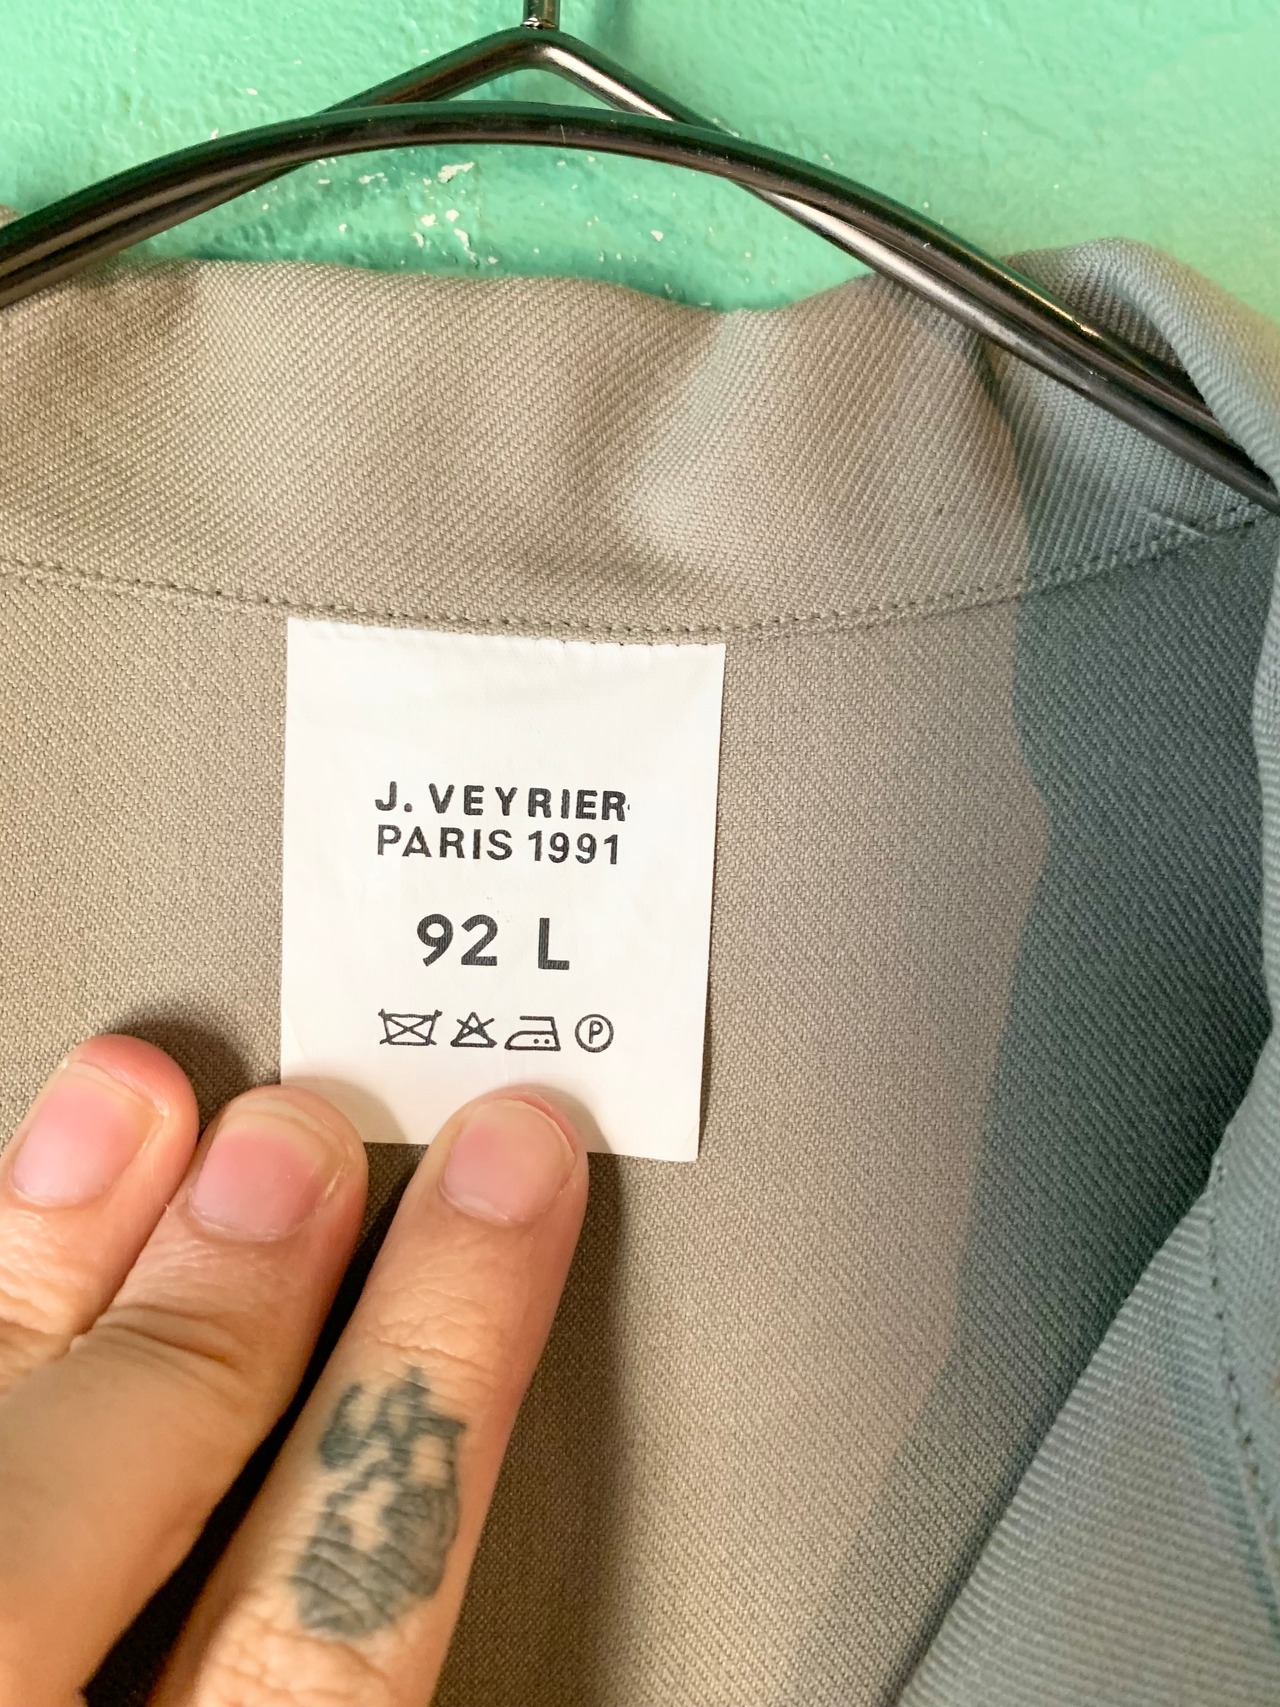 J. VEYRIER
PARIS 1991
92 L
P